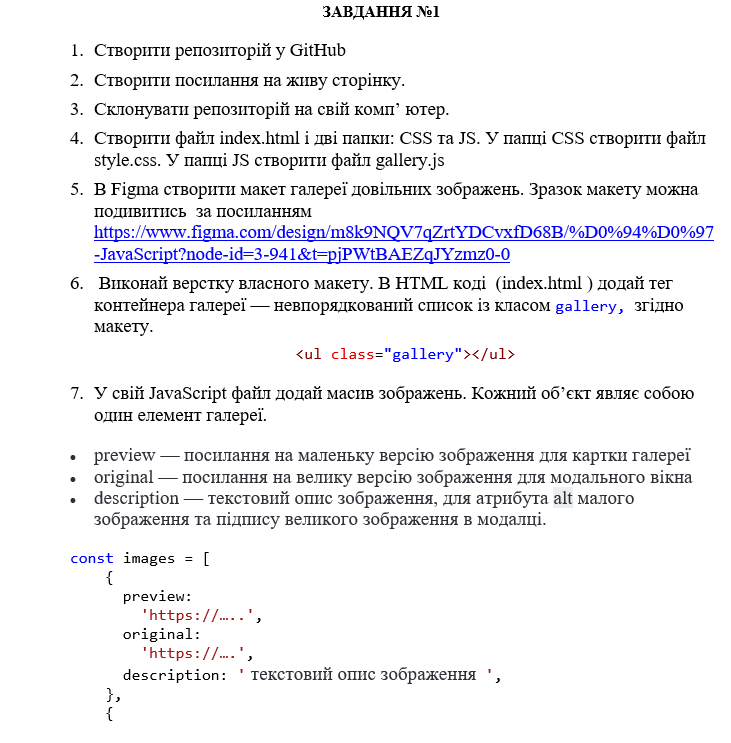 ЗАВДАННЯ №1
1. Створити репозиторій у GitHub
2. Створити посилання на живу сторінку.
3. Склонувати репозиторій на свій комп’ ютер.
4. Створити файл index.html і дві папки: CSS та JS. У папці CSS створити файл
style.css. У папці JS створити файл gallery.js
5. В Figma створити макет галереї довільних зображень. Зразок макету можна
подивитись за посиланням
https://www.figma.com/design/m8k9NQV7qZrtYDCvxfD68B/%D0%94%D0%97
-JavaScript?node-id=3-941&t=pjPWtBAEZqJYzmz0-0
6. Виконай верстку власного макету. В HTML коді (index.html ) додай тег
контейнера галереї — невпорядкований список із класом gallery, згідно
макету.
<ul class="gallery"></ul>
7. У свій JavaScript файл додай масив зображень. Кожний об’єкт являє собою
один елемент галереї.
• preview — посилання на маленьку версію зображення для картки галереї
• original — посилання на велику версію зображення для модального вікна
• description — текстовий опис зображення, для атрибута alt малого
зображення та підпису великого зображення в модалці.
const images = [
{
preview:
'https://…..',
original:
'https://….',
description: ' текстовий опис зображення ',
},
{